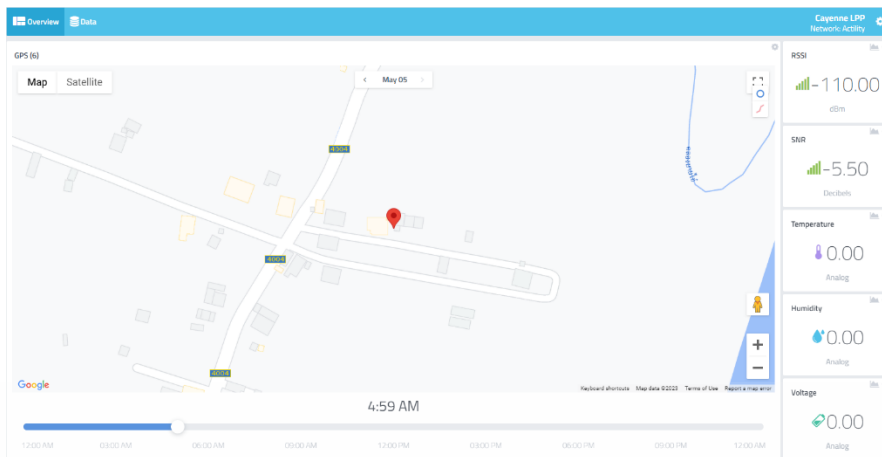 Overview
Data
Cayenne LPP
Network: Actility
GPS (6)
Map
Satellite
May 05
4004
4004
4004
Google
Keyboard shortcuts
Map data ©2023
Terms of Use
Report a map error
4:59 AM
12:00 AM
03:00 AM
06:00 AM
09:00 AM
12:00 PM
03:00 PM
06:00 PM
09:00 PM
12:00 AM
RSSI
-110.00
dBm
SNR
-5.50
Decibels
Temperature
0.00
Analog
Humidity
0.00
Analog
Voltage
0.00
Analog